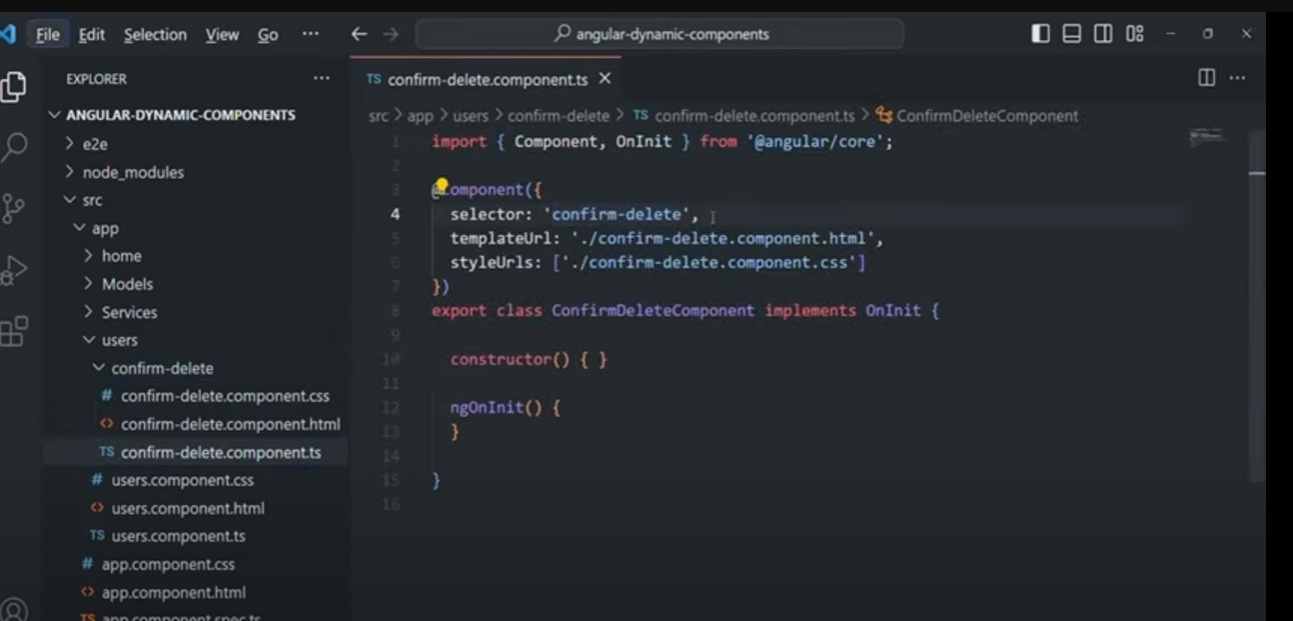 File Edit Selection View Go ··· angular-dynamic-components
EXPLORER ···
ANGULAR-DYNAMIC-COMPONENTS
e2e
node_modules
src
app
home
Models
Services
users
confirm-delete
# confirm-delete.component.css
<> confirm-delete.component.html
TS confirm-delete.component.ts
# users.component.css
<> users.component.html
TS users.component.ts
# app.component.css
<> app.component.html
TS app.component.spec.ts
TS confirm-delete.component.ts ×
src > app > users > confirm-delete > TS confirm-delete.component.ts > ConfirmDeleteComponent
1 import { Component, OnInit } from '@angular/core';
2
3 @Component({
4 selector: 'confirm-delete',
5 templateUrl: './confirm-delete.component.html',
6 styleUrls: ['./confirm-delete.component.css']
7 })
8 export class ConfirmDeleteComponent implements OnInit {
9
10 constructor() { }
11
12 ngOnInit() {
13 }
14
15 }
16